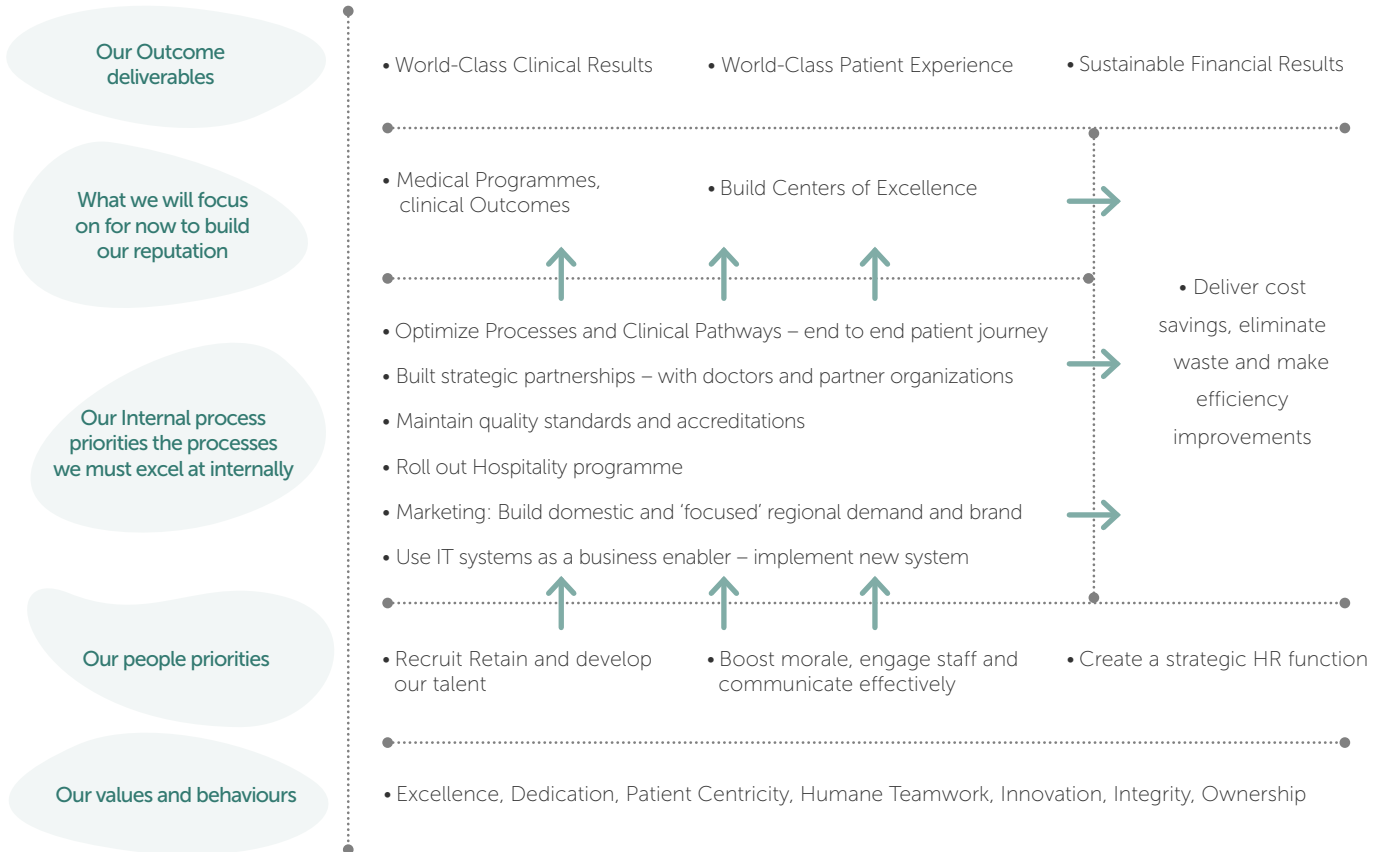 Our Outcome
deliverables
• World-Class Clinical Results
• World-Class Patient Experience
• Sustainable Financial Results
What we will focus
on for now to build
our reputation
• Medical Programmes,
clinical Outcomes
• Build Centers of Excellence
Our Internal process
priorities the processes
we must excel at internally
• Optimize Processes and Clinical Pathways – end to end patient journey
• Built strategic partnerships – with doctors and partner organizations
• Maintain quality standards and accreditations
• Roll out Hospitality programme
• Marketing: Build domestic and ‘focused’ regional demand and brand
• Use IT systems as a business enabler – implement new system
• Deliver cost
savings, eliminate
waste and make
efficiency
improvements
Our people priorities
• Recruit Retain and develop
our talent
• Boost morale, engage staff and
communicate effectively
• Create a strategic HR function
Our values and behaviours
• Excellence, Dedication, Patient Centricity, Humane Teamwork, Innovation, Integrity, Ownership